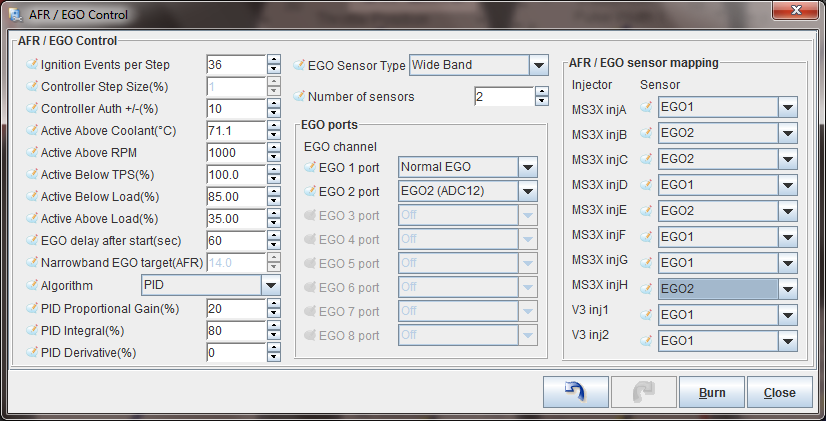 AFR / EGO Control
AFR / EGO Control
Ignition Events per Step 36
Controller Step Size(%) 1
Controller Auth +/-(%) 10
Active Above Coolant(°C) 71.1
Active Above RPM 1000
Active Below TPS(%) 100.0
Active Below Load(%) 85.00
Active Above Load(%) 35.00
EGO delay after start(sec) 60
Narrowband EGO target(AFR) 14.0
Algorithm PID
PID Proportional Gain(%) 20
PID Integral(%) 80
PID Derivative(%) 0
EGO Sensor Type Wide Band
Number of sensors 2
EGO ports
EGO channel
EGO 1 port Normal EGO
EGO 2 port EGO2 (ADC12)
EGO 3 port Off
EGO 4 port Off
EGO 5 port Off
EGO 6 port Off
EGO 7 port Off
EGO 8 port Off
AFR / EGO sensor mapping
Injector Sensor
MS3X injA EGO1
MS3X injB EGO2
MS3X injC EGO2
MS3X injD EGO1
MS3X injE EGO2
MS3X injF EGO1
MS3X injG EGO1
MS3X injH EGO2
V3 inj1 EGO1
V3 inj2 EGO1
Burn Close